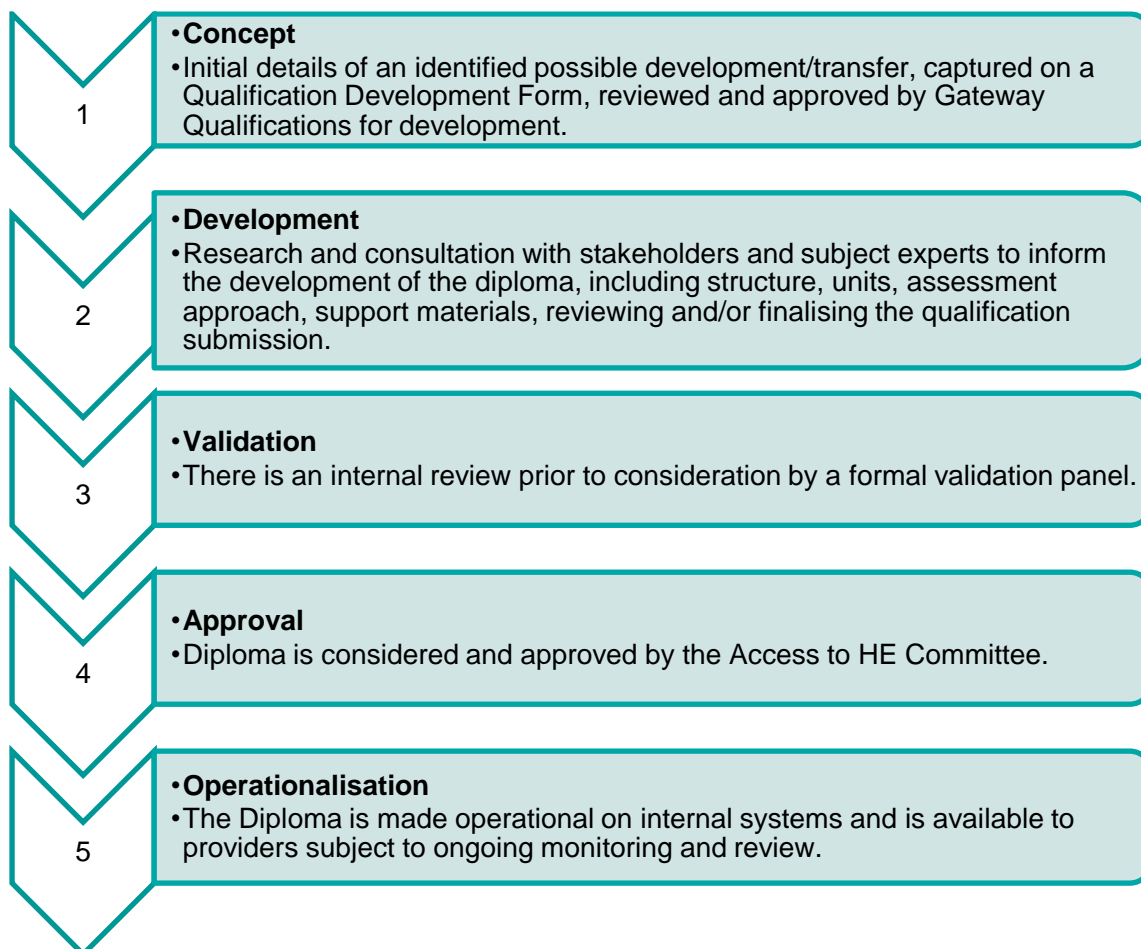 1
•Concept
•Initial details of an identified possible development/transfer, captured on a
Qualification Development Form, reviewed and approved by Gateway
Qualifications for development.
2
•Development
•Research and consultation with stakeholders and subject experts to inform
the development of the diploma, including structure, units, assessment
approach, support materials, reviewing and/or finalising the qualification
submission.
3
•Validation
•There is an internal review prior to consideration by a formal validation panel.
4
•Approval
•Diploma is considered and approved by the Access to HE Committee.
5
•Operationalisation
•The Diploma is made operational on internal systems and is available to
providers subject to ongoing monitoring and review.